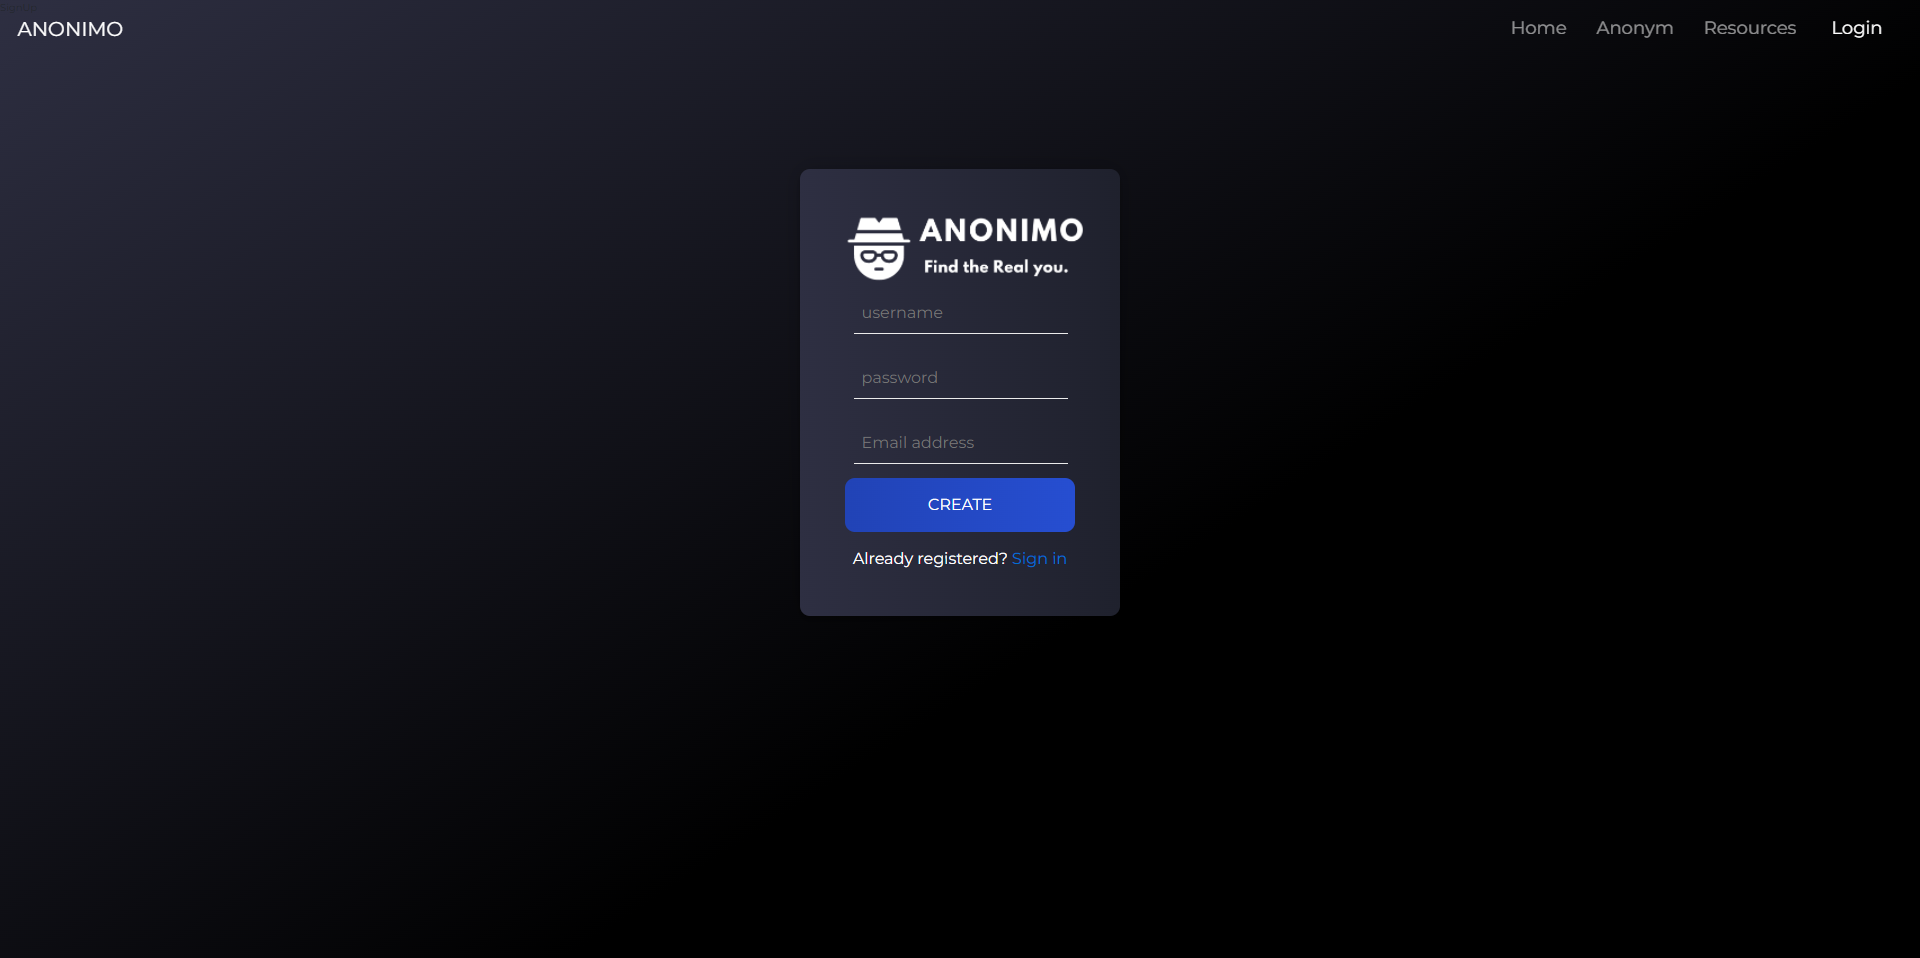 ANONIMO
Home Anonym Resources Login
ANONIMO
Find the Real you.
username
password
Email address
CREATE
Already registered? Sign in